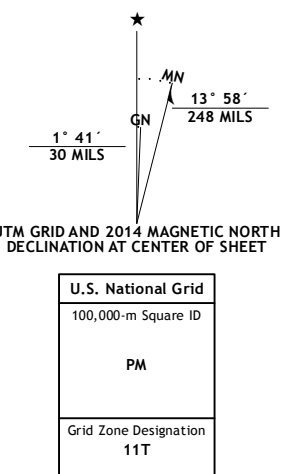 ★
MN
GN
13° 58´
248 MILS
1° 41´
30 MILS
UTM GRID AND 2014 MAGNETIC NORTH
DECLINATION AT CENTER OF SHEET
U.S. National Grid
100,000-m Square ID
PM
Grid Zone Designation
11T